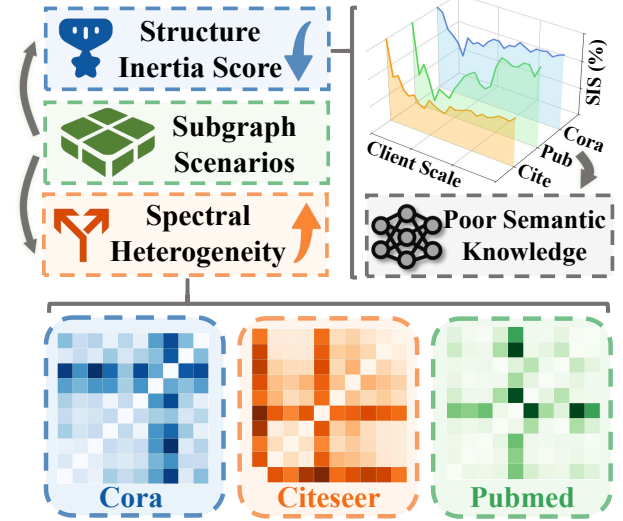 Structure
Inertia Score
Subgraph
Scenarios
Spectral
Heterogeneity
SIS (%)
Cora
Pub
Cite
Client Scale
Poor Semantic
Knowledge
Cora
Citeseer
Pubmed